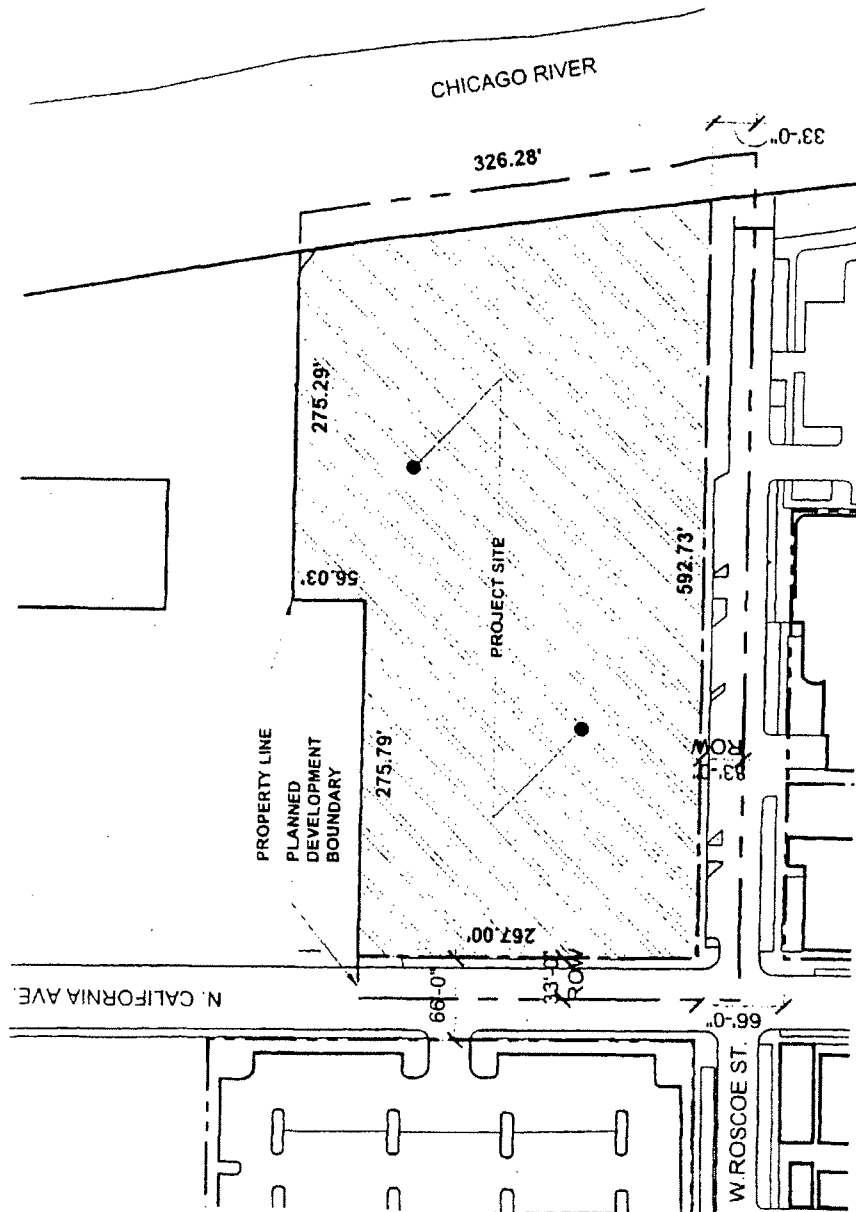 CHICAGO RIVER
33'-0"
326.28'
275.29'
56.03'
PROJECT SITE
592.73'
PROPERTY LINE
PLANNED
DEVELOPMENT
BOUNDARY
275.79'
33'-0"
ROW
267.00'
N. CALIFORNIA AVE.
66'-0"
33'-0"
ROW
66'-0"
W. ROSCOE ST.